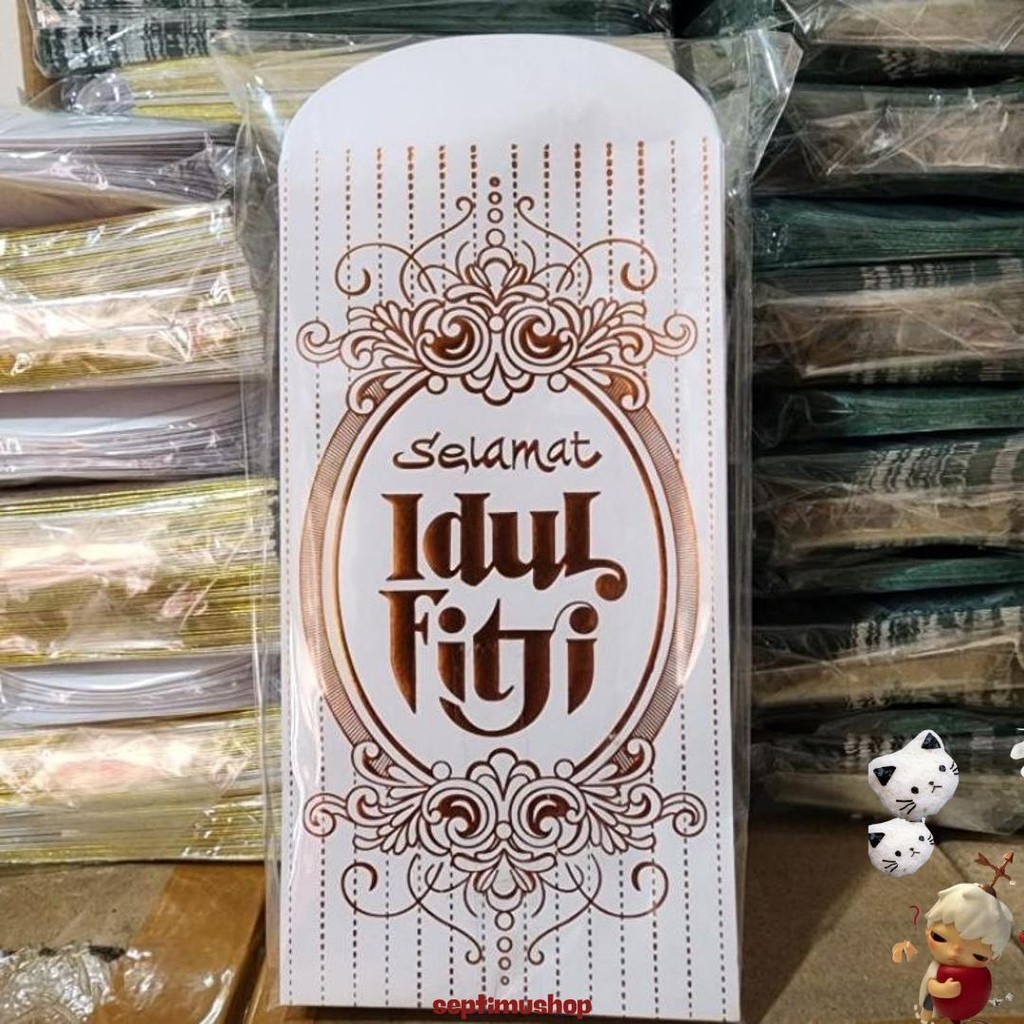 Selamat
Idul
Fitri
septimushop